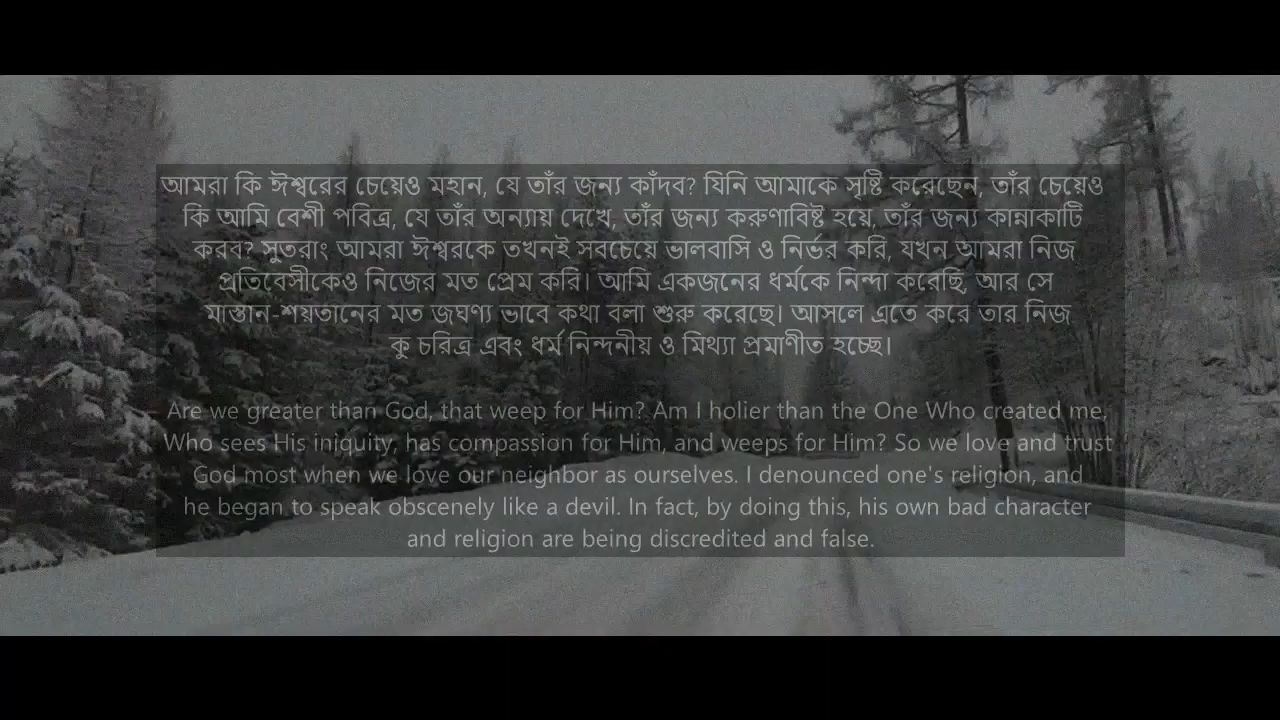 আমরা কি ঈশ্বরের চেয়েও মহান, যে তাঁর জন্য কাঁদব? যিনি আমাকে সৃষ্টি করেছেন, তাঁর চেয়েও
কি আমি বেশী পবিত্র, যে তাঁর অন্যায় দেখে, তাঁর জন্য করুণাবিষ্ট হয়ে, তাঁর জন্য কান্নাকাটি
করব? সুতরাং আমরা ঈশ্বরকে তখনই সবচেয়ে ভালবাসি ও নির্ভর করি, যখন আমরা নিজ
প্রতিবেসীকেও নিজের মত প্রেম করি। আমি একজনের ধর্মকে নিন্দা করেছি, আর সে
মাস্তান-শয়তানের মত জঘণ্য ভাবে কথা বলা শুরু করেছে। আসলে এতে করে তার নিজ
কু চরিত্র এবং ধর্ম নিন্দনীয় ও মিথ্যা প্রমাণীত হচ্ছে।
Are we greater than God, that weep for Him? Am I holier than the One Who created me,
Who sees His iniquity, has compassion for Him, and weeps for Him? So we love and trust
God most when we love our neighbor as ourselves. I denounced one's religion, and
he began to speak obscenely like a devil. In fact, by doing this, his own bad character
and religion are being discredited and false.